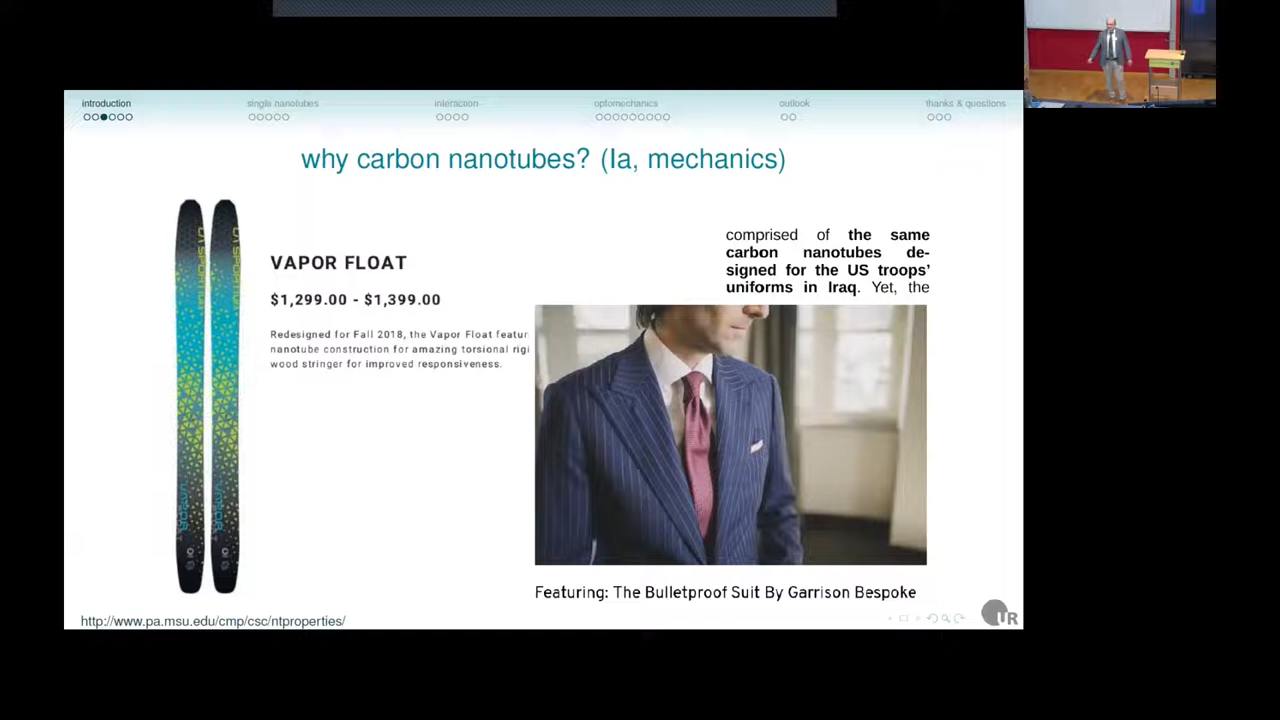 introduction
single nanotubes
interaction
optomechanics
outlook
thanks & questions
why carbon nanotubes? (Ia, mechanics)
VAPOR FLOAT
$1,299.00 - $1,399.00
Redesigned for Fall 2018, the Vapor Float featur
nanotube construction for amazing torsional rigi
wood stringer for improved responsiveness.
comprised of the same
carbon nanotubes de-
signed for the US troops'
uniforms in Iraq. Yet, the
Featuring: The Bulletproof Suit By Garrison Bespoke
http://www.pa.msu.edu/cmp/csc/ntproperties/
UR